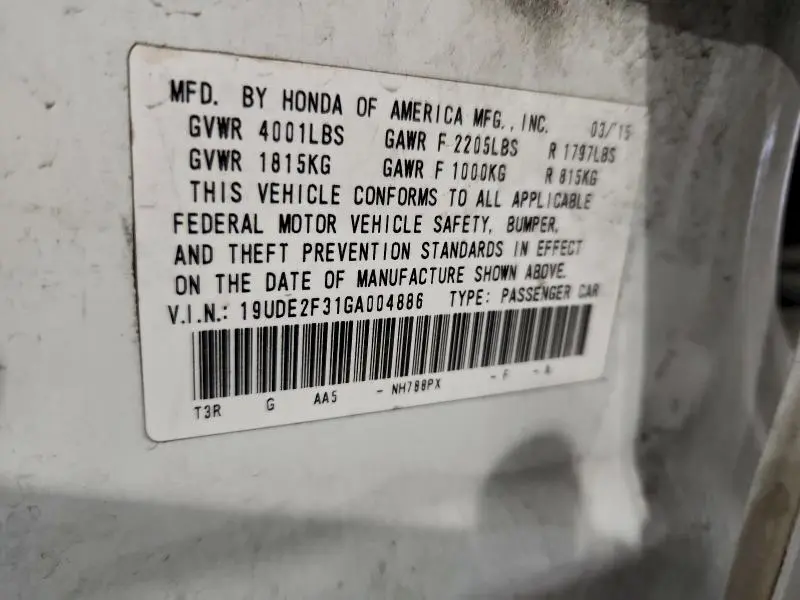 MFD. BY HONDA OF AMERICA MFG., INC. 03/15
GVWR 4001LBS GAWR F 2205LBS R 1797LBS
GVWR 1815KG GAWR F 1000KG R 815KG
THIS VEHICLE CONFORMS TO ALL APPLICABLE
FEDERAL MOTOR VEHICLE SAFETY, BUMPER,
AND THEFT PREVENTION STANDARDS IN EFFECT
ON THE DATE OF MANUFACTURE SHOWN ABOVE.
V.I.N.: 19UDE2F31GA004886 TYPE: PASSENGER CAR
T3R G AA5 - NH788PX - F - A